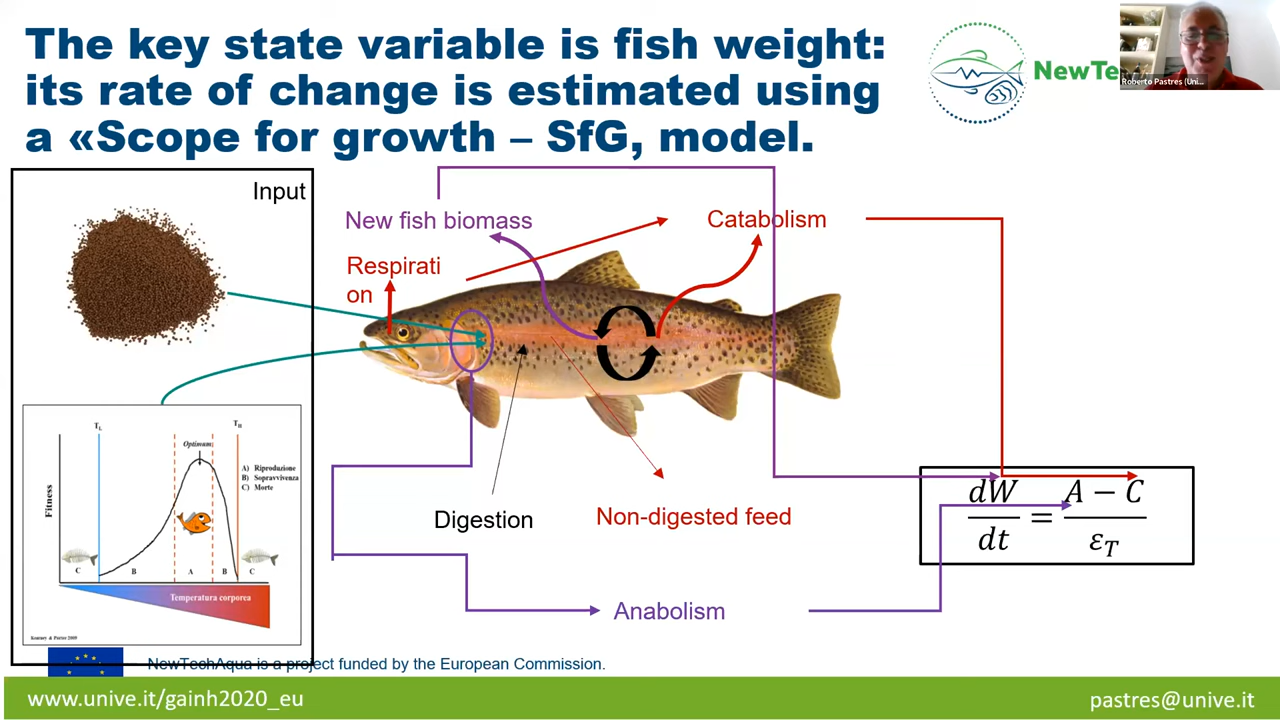 The key state variable is fish weight:
its rate of change is estimated using
a «Scope for growth – SfG, model.
NewTe
Roberto Pastres (Uni...
Input
New fish biomass
Catabolism
Respirati
on
T_L
T_H
Optimum
A) Riproduzione
B) Sopravvivenza
C) Morte
Fitness
C
B
A
B
C
Temperatura corporea
Digestion
Non-digested feed
Anabolism
dW/dt = (A − C)/ε_T
NewTechAqua is a project funded by the European Commission.
www.unive.it/gainh2020_eu
pastres@unive.it